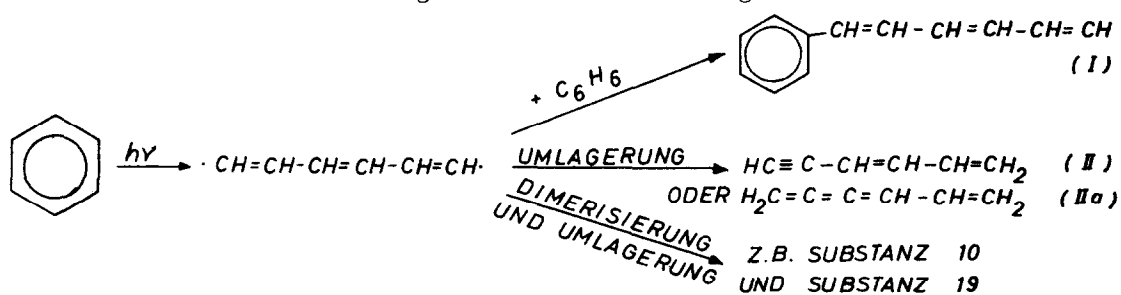 -CH=CH-CH=CH-CH=CH
(I)
+ C₆H₆
hν
·CH=CH-CH=CH-CH=CH·
UMLAGERUNG
HC≡C-CH=CH-CH=CH₂ (II)
ODER H₂C=C=C=CH-CH=CH₂ (IIa)
DIMERISIERUNG
UND UMLAGERUNG
Z.B. SUBSTANZ 10
UND SUBSTANZ 19